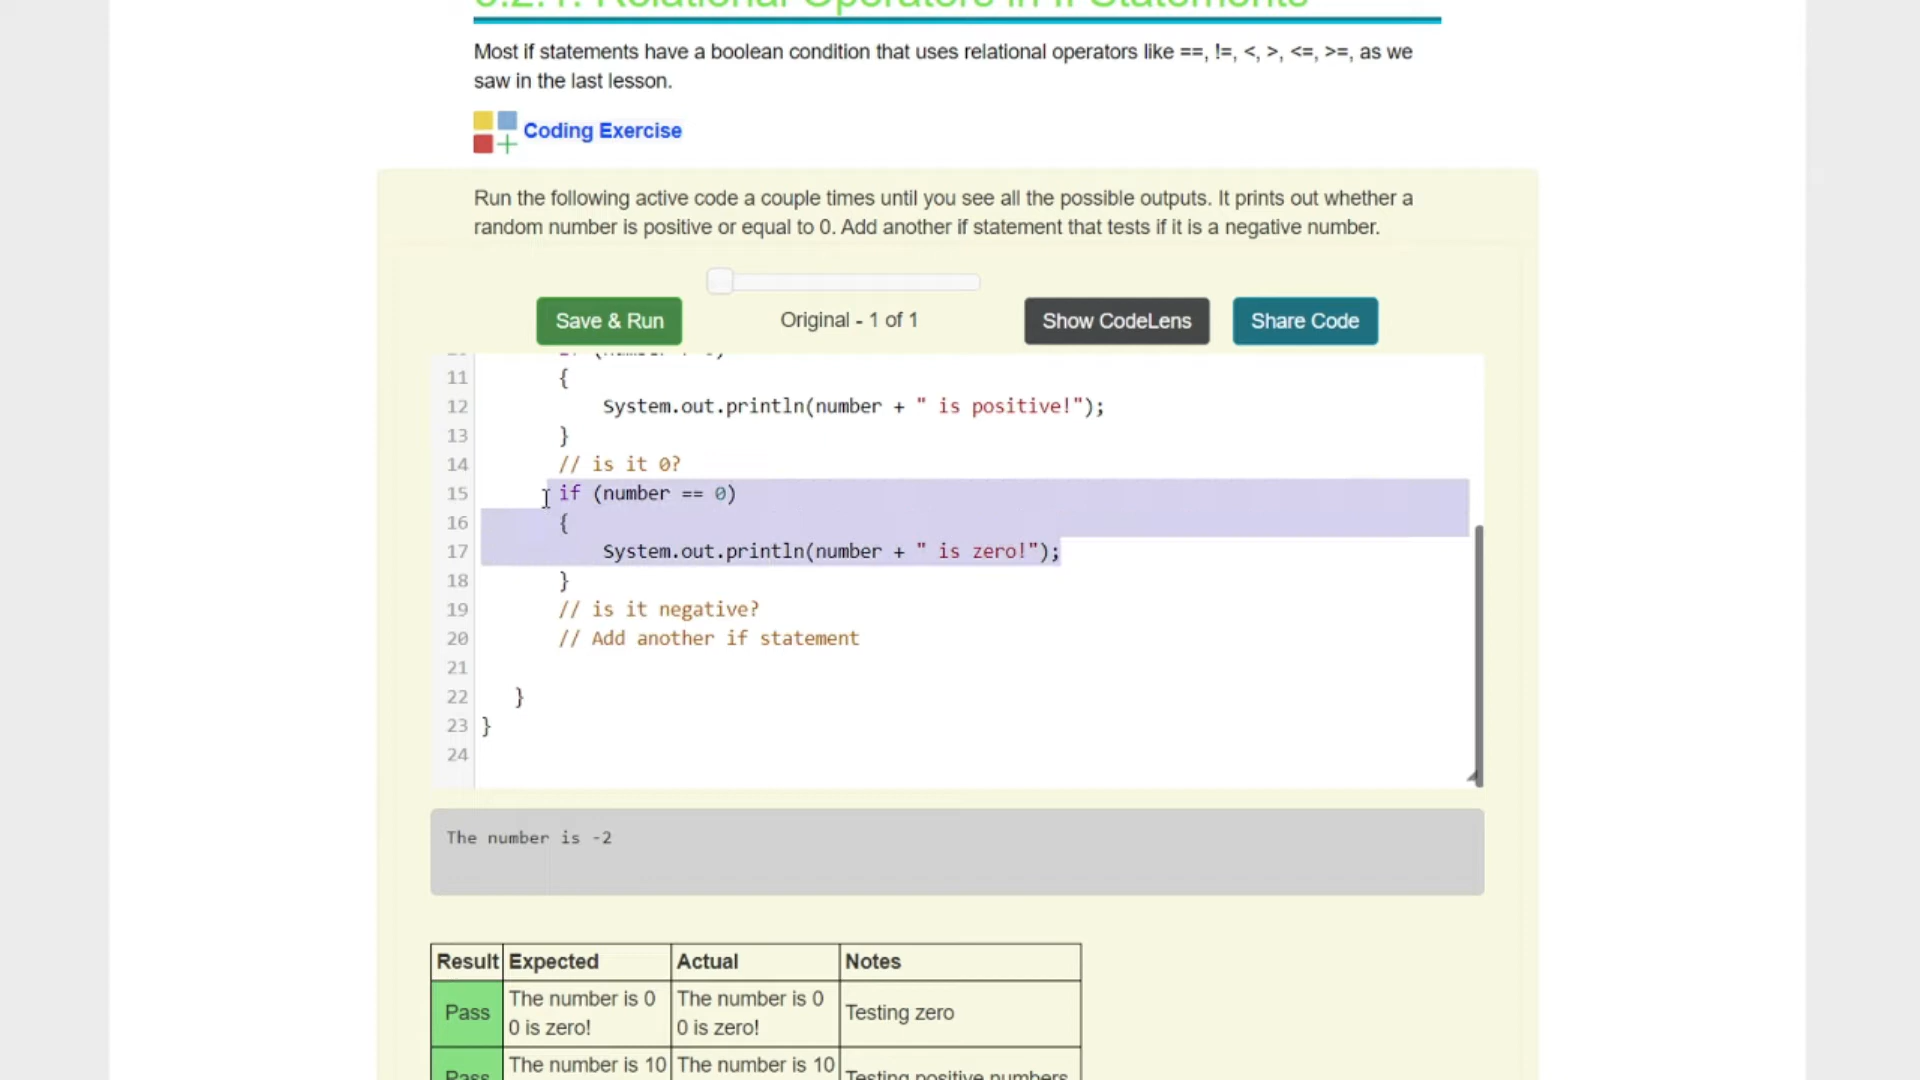 Most if statements have a boolean condition that uses relational operators like ==, !=, <, >, <=, >=, as we
saw in the last lesson.
Coding Exercise
Run the following active code a couple times until you see all the possible outputs. It prints out whether a
random number is positive or equal to 0. Add another if statement that tests if it is a negative number.
Save & Run
Original - 1 of 1
Show CodeLens
Share Code
11 {
12 System.out.println(number + " is positive!");
13 }
14 // is it 0?
15 if (number == 0)
16 {
17 System.out.println(number + " is zero!");
18 }
19 // is it negative?
20 // Add another if statement
21
22 }
23 }
24
The number is -2
Result Expected Actual Notes
Pass The number is 0 The number is 0 Testing zero
0 is zero! 0 is zero!
Pass The number is 10 The number is 10 Testing positive numbers